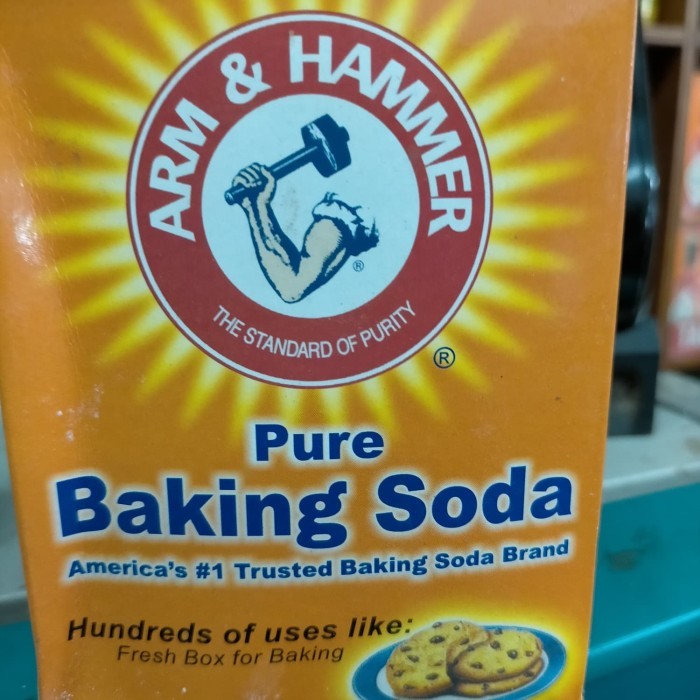 ARM & HAMMER
®
THE STANDARD OF PURITY
®
Pure
Baking Soda
America's #1 Trusted Baking Soda Brand
Hundreds of uses like:
Fresh Box for Baking